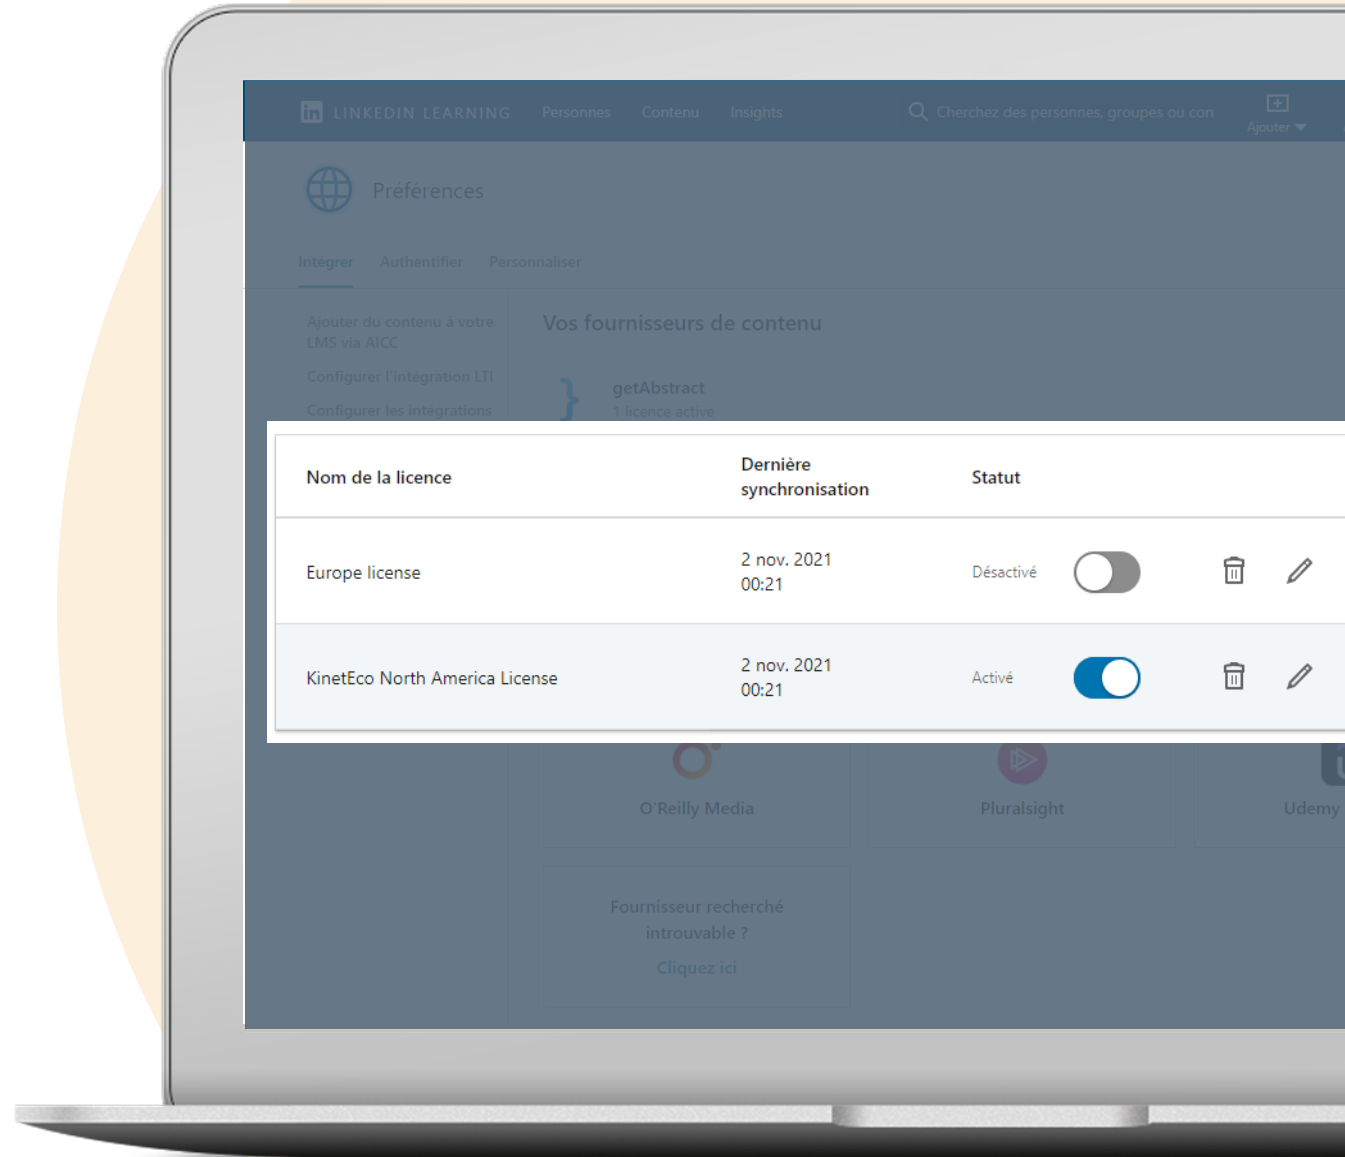 in LINKEDIN LEARNING Personnes Contenu Insights Cherchez des personnes, groupes ou con Ajouter
Préférences
Intégrer Authentifier Personnaliser
Ajouter du contenu à votre
LMS via AICC
Configurer l'intégration LTI
Configurer les intégrations
Vos fournisseurs de contenu
getAbstract
1 licence active
Nom de la licence Dernière synchronisation Statut
Europe license 2 nov. 2021 00:21 Désactivé
KinetEco North America License 2 nov. 2021 00:21 Activé
O'Reilly Media Pluralsight Udemy
Fournisseur recherché
introuvable ?
Cliquez ici